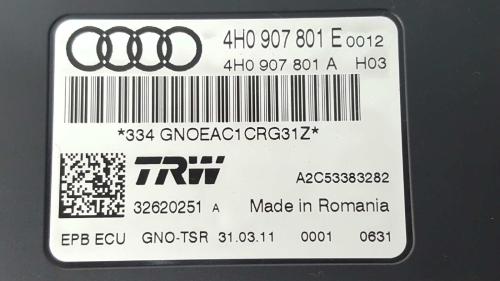 4H0 907 801 E 0012
4H0 907 801 A H03
*334 GNOEAC1CRG31Z*
TRW
A2C53383282
32620251 A Made in Romania
EPB ECU GNO-TSR 31.03.11 0001 0631